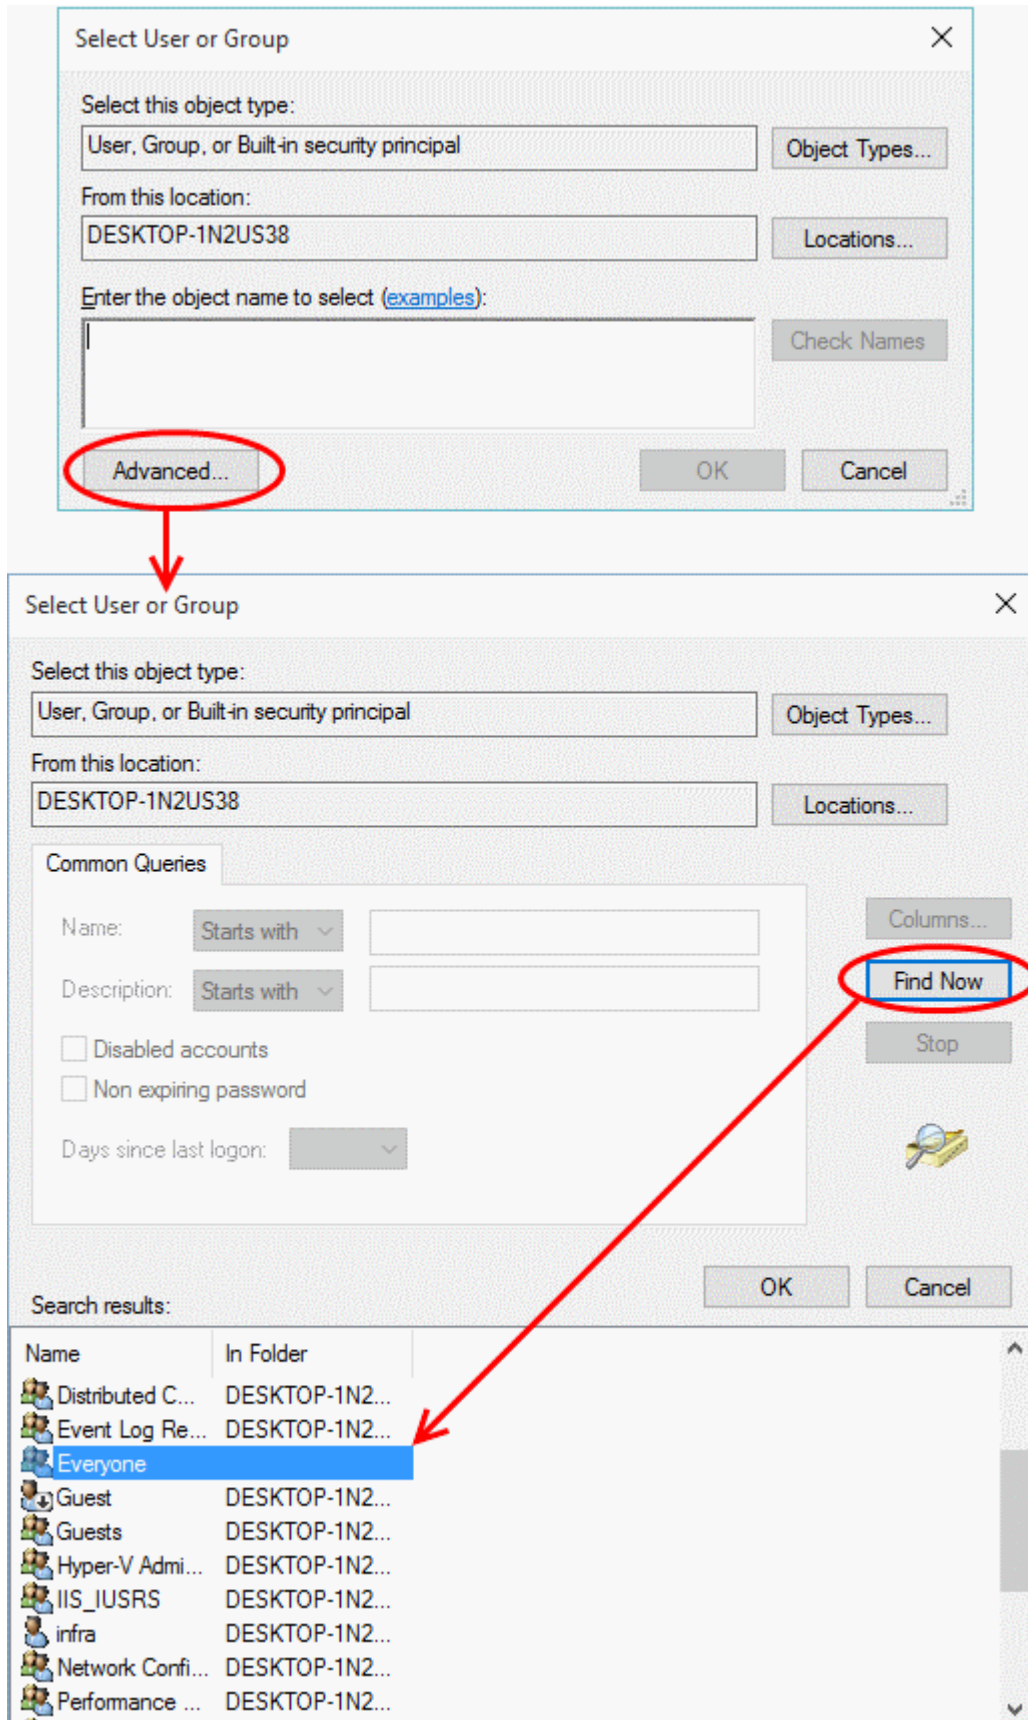 Select User or Group
Select this object type:
User, Group, or Built-in security principal
Object Types...
From this location:
DESKTOP-1N2US38
Locations...
Enter the object name to select (examples):
Check Names
Advanced...
OK
Cancel
Select User or Group
Select this object type:
User, Group, or Built-in security principal
Object Types...
From this location:
DESKTOP-1N2US38
Locations...
Common Queries
Name:
Starts with
Columns...
Description:
Starts with
Find Now
Disabled accounts
Stop
Non expiring password
Days since last logon:
OK
Cancel
Search results:
Name In Folder
Distributed C... DESKTOP-1N2...
Event Log Re... DESKTOP-1N2...
Everyone
Guest DESKTOP-1N2...
Guests DESKTOP-1N2...
Hyper-V Admi... DESKTOP-1N2...
IIS_IUSRS DESKTOP-1N2...
infra DESKTOP-1N2...
Network Confi... DESKTOP-1N2...
Performance ... DESKTOP-1N2...